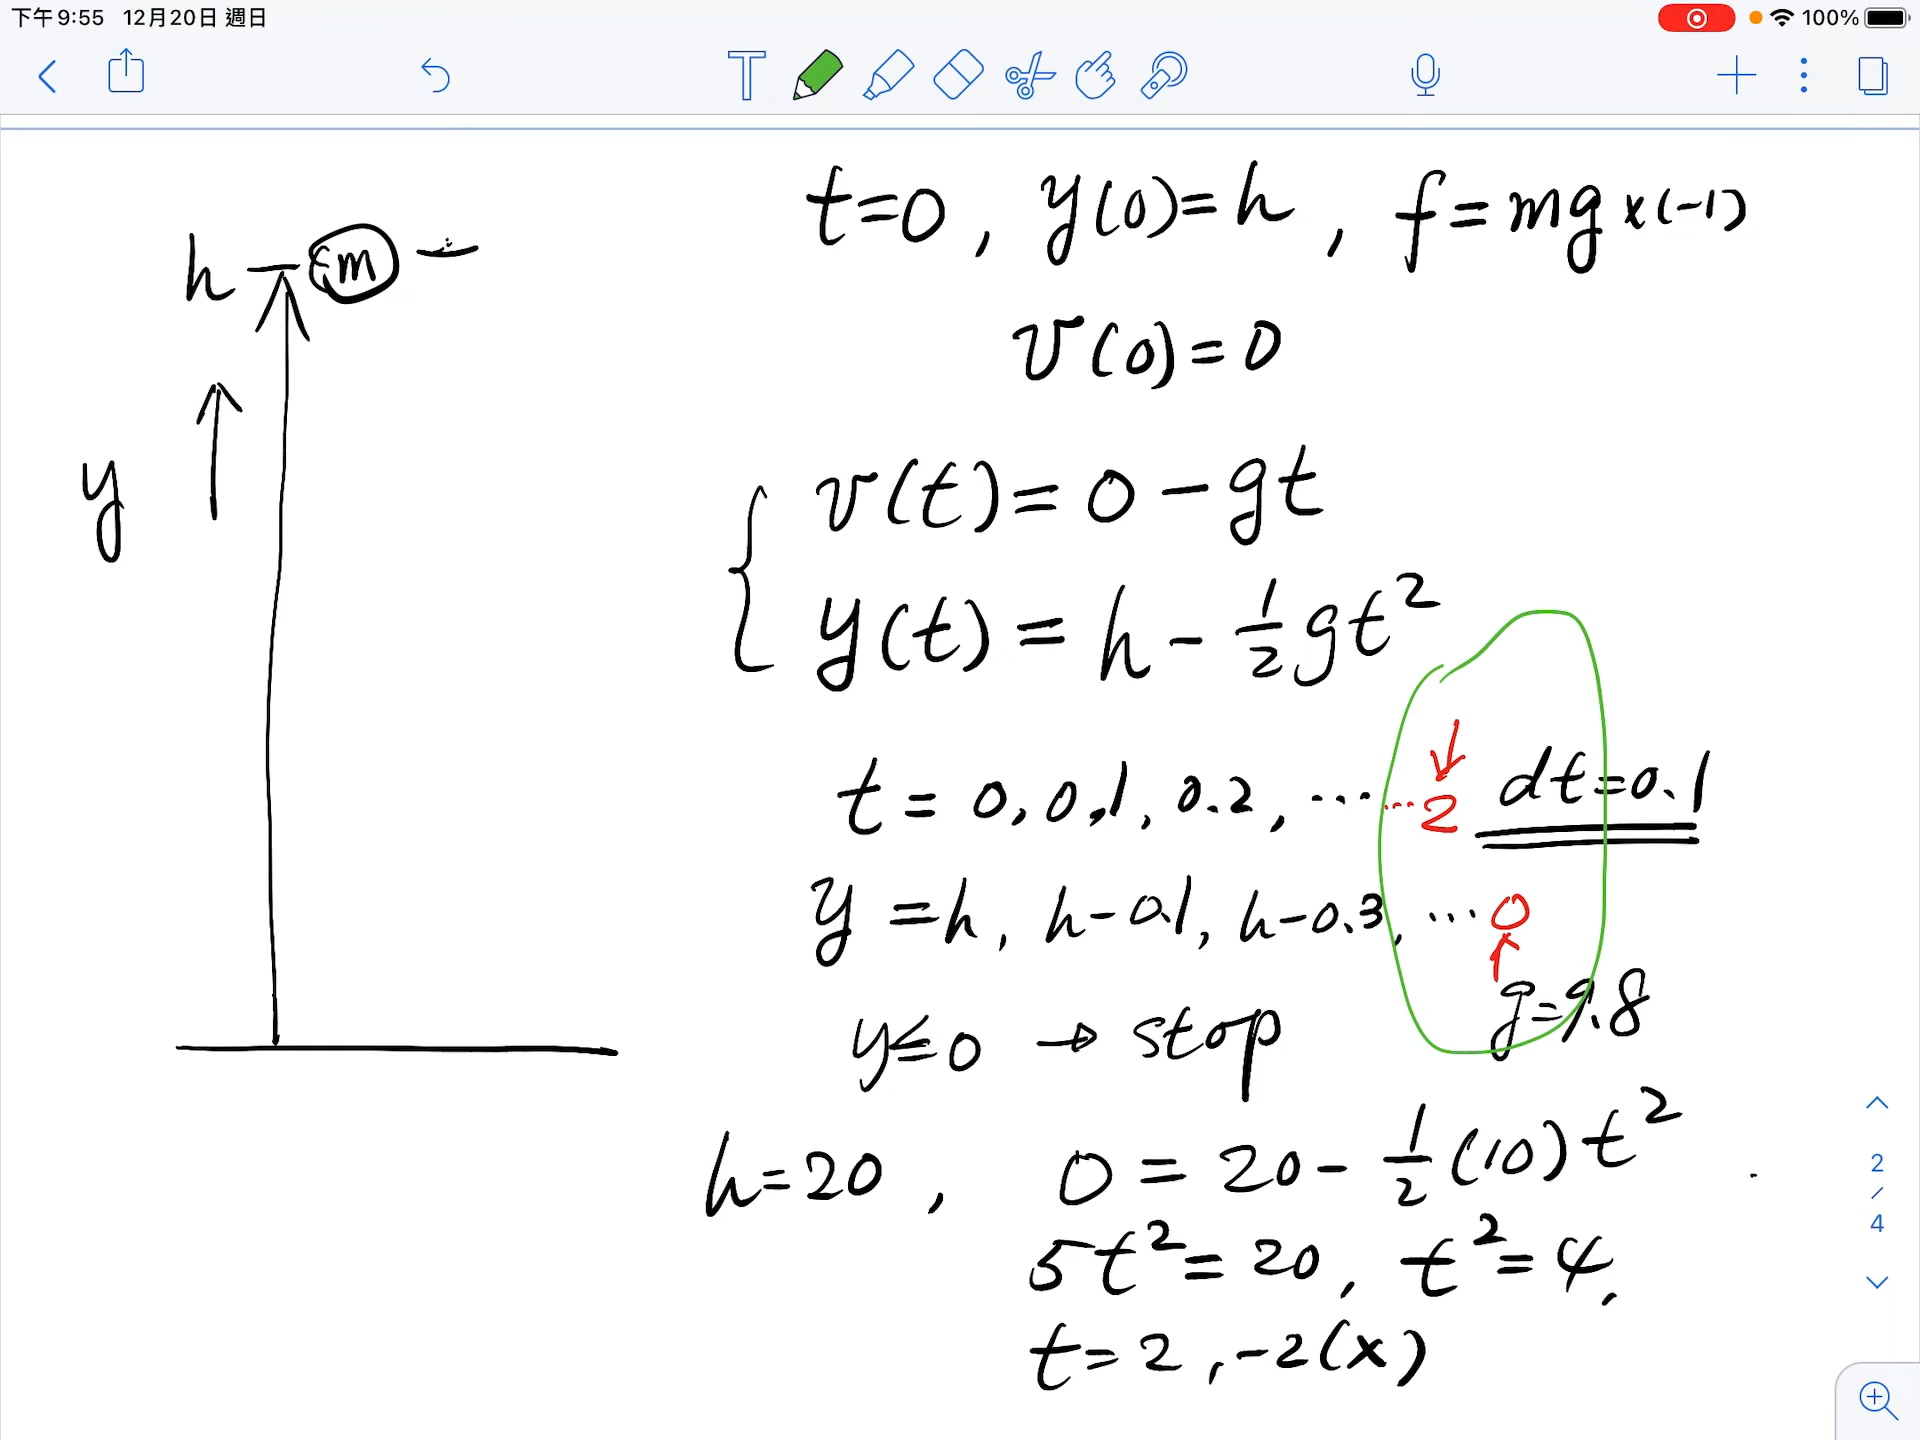 下午9:55 12月20日 週日 100%
t=0, y(0)=h, f=mg×(-1)
h m
v(0)=0
y
v(t)=0-gt
y(t)=h-1/2gt²
t=0, 0.1, 0.2, ⋯⋯ ⋯2 dt=0.1
y=h, h-0.1, h-0.3, ⋯0
y≤0 → stop g=9.8
h=20, 0=20-1/2(10)t²
5t²=20, t²=4,
t=2, -2(x)
2
/
4